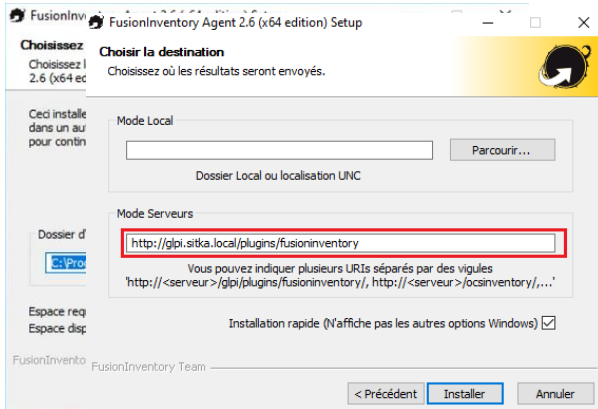 FusionInv
FusionInventory Agent 2.6 (x64 edition) Setup
Choisissez
Choisissez l
2.6 (x64 ed
Ceci installe
dans un au
pour contin
Dossier d'
C:\Prog
Espace req
Espace disp
FusionInvento
Choisir la destination
Choisissez où les résultats seront envoyés.
Mode Local
Parcourir...
Dossier Local ou localisation UNC
Mode Serveurs
http://glpi.sitka.local/plugins/fusioninventory
Vous pouvez indiquer plusieurs URIs séparés par des vigules
'http://<serveur>/glpi/plugins/fusioninventory/, http://<serveur>/ocsinventory/,...'
Installation rapide (N'affiche pas les autres options Windows)
FusionInventory Team
< Précédent
Installer
Annuler